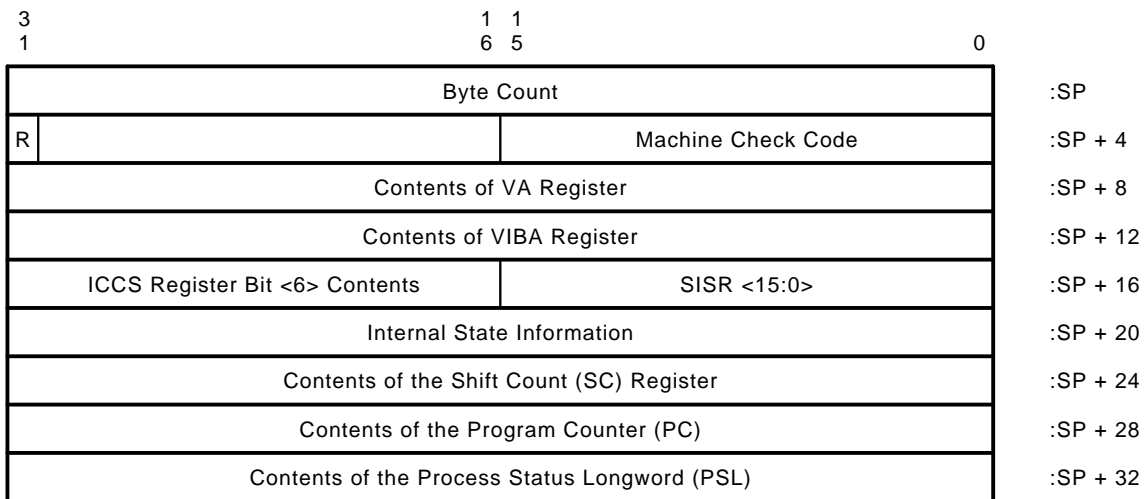 3 1 1
1 6 5 0
Byte Count :SP
R Machine Check Code :SP + 4
Contents of VA Register :SP + 8
Contents of VIBA Register :SP + 12
ICCS Register Bit <6> Contents SISR <15:0> :SP + 16
Internal State Information :SP + 20
Contents of the Shift Count (SC) Register :SP + 24
Contents of the Program Counter (PC) :SP + 28
Contents of the Process Status Longword (PSL) :SP + 32